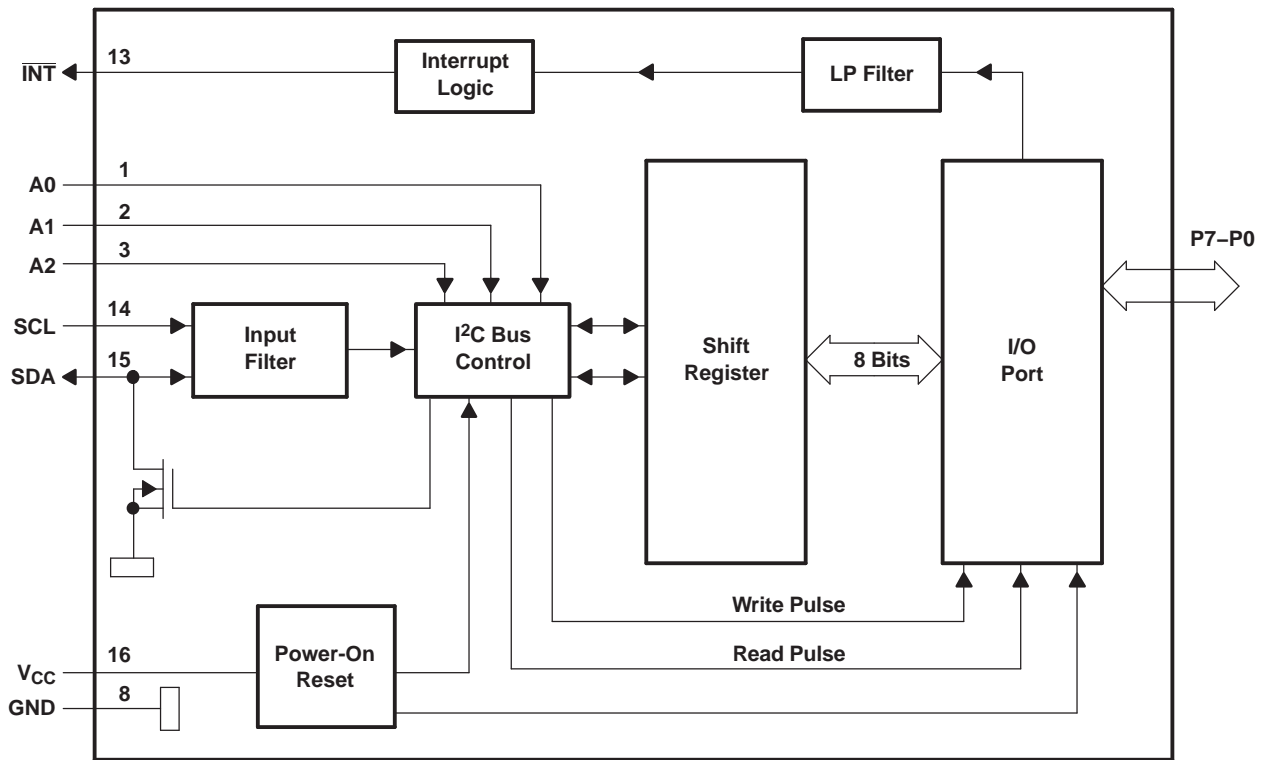 INT
13
Interrupt
Logic
LP Filter
A0
1
A1
2
A2
3
SCL
14
SDA
15
Input
Filter
I2C Bus
Control
Shift
Register
8 Bits
I/O
Port
P7–P0
Write Pulse
Read Pulse
VCC
16
GND
8
Power-On
Reset